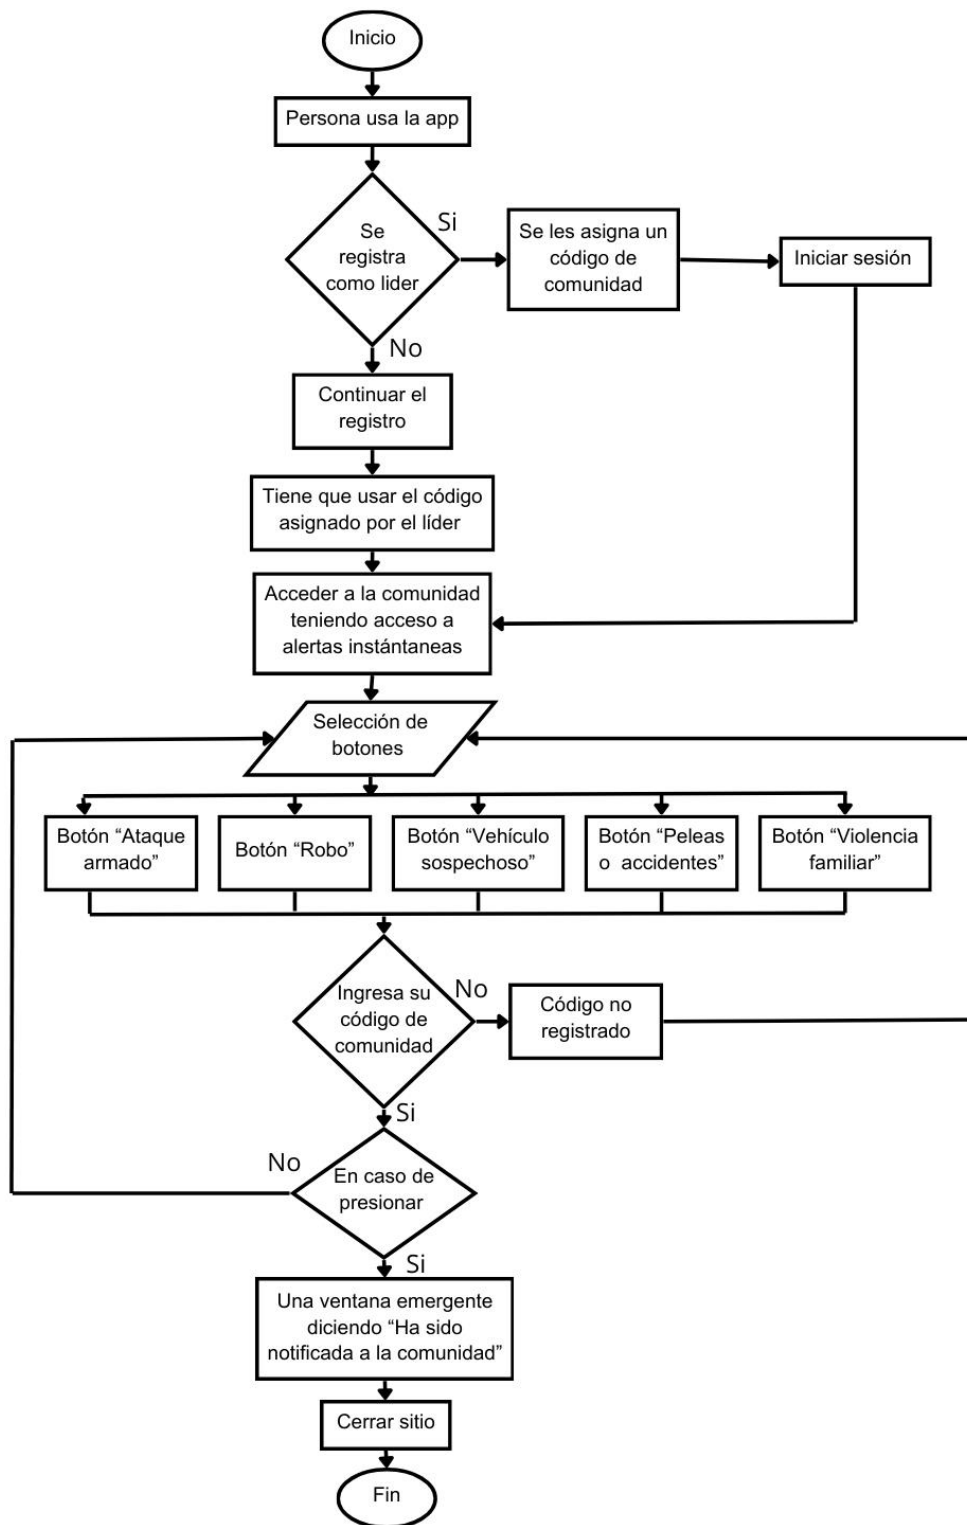 Inicio
Persona usa la app
Se
registra
como lider
Si
Se les asigna un
código de
comunidad
Iniciar sesión
No
Continuar el
registro
Tiene que usar el código
asignado por el líder
Acceder a la comunidad
teniendo acceso a
alertas instántaneas
Selección de
botones
Botón “Ataque
armado”
Botón “Robo”
Botón “Vehículo
sospechoso”
Botón “Peleas
o accidentes”
Botón “Violencia
familiar”
Ingresa su
código de
comunidad
No
Código no
registrado
Si
En caso de
presionar
No
Si
Una ventana emergente
diciendo “Ha sido
notificada a la comunidad”
Cerrar sitio
Fin